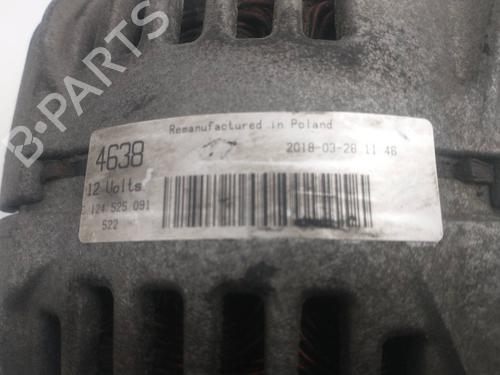 B-PARTS
Remanufactured in Poland
4638
2018-03-28 11 46
12 Volts
124 525 091
522